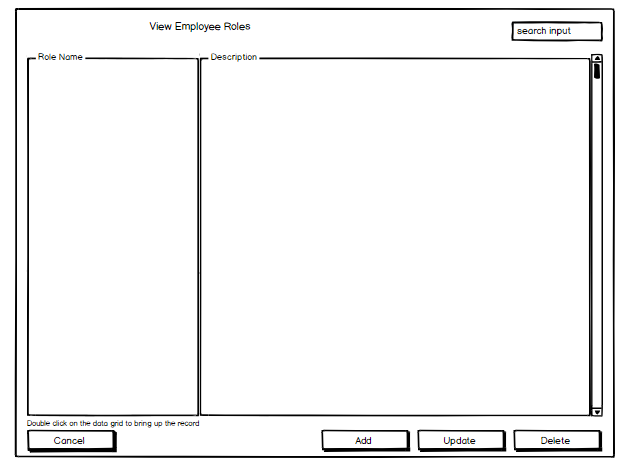 View Employee Roles
search input
Role Name
Description
Double click on the data grid to bring up the record
Cancel
Add
Update
Delete